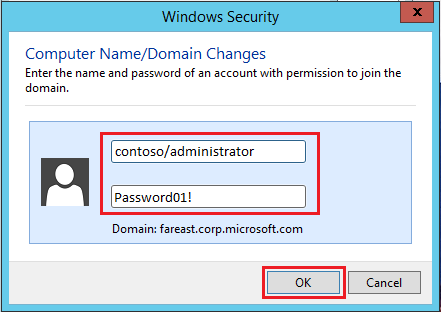 Windows Security
x
Computer Name/Domain Changes
Enter the name and password of an account with permission to join the
domain.
contoso/administrator
Password01!
Domain: fareast.corp.microsoft.com
OK
Cancel